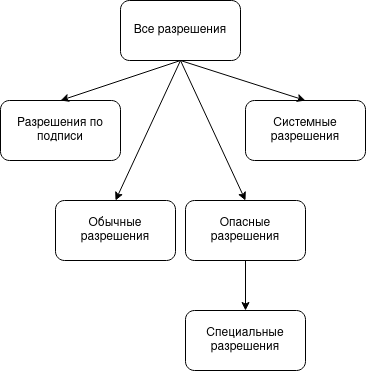 Все разрешения
Разрешения по
подписи
Системные
разрешения
Обычные
разрешения
Опасные
разрешения
Специальные
разрешения